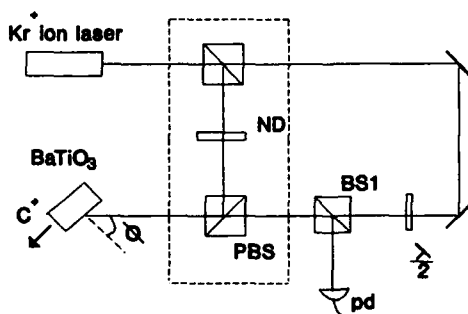 Kr+ ion laser
ND
BaTiO3
BS1
C+
ϕ
PBS
λ/2
pd